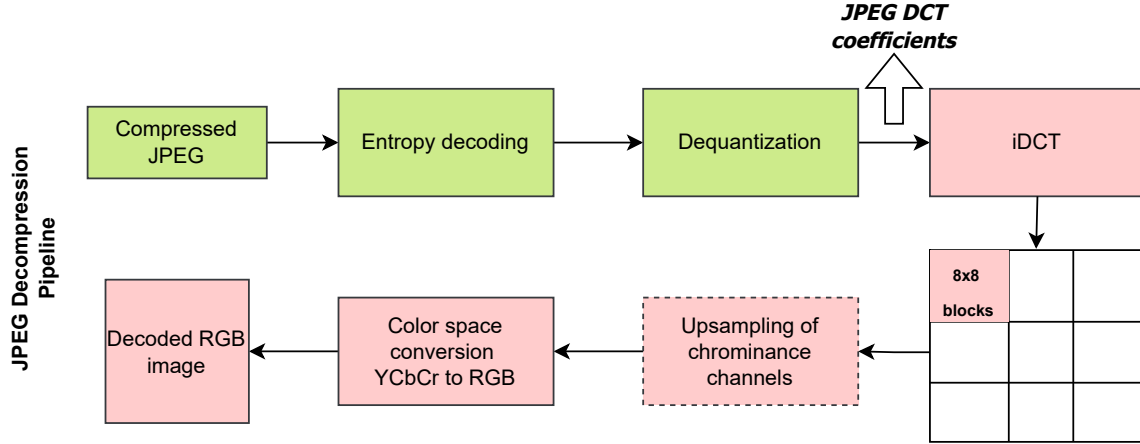 JPEG DCT
coefficients
Compressed
JPEG
Entropy decoding
Dequantization
iDCT
JPEG Decompression
Pipeline
8x8
blocks
Upsampling of
chrominance
channels
Color space
conversion
YCbCr to RGB
Decoded RGB
image